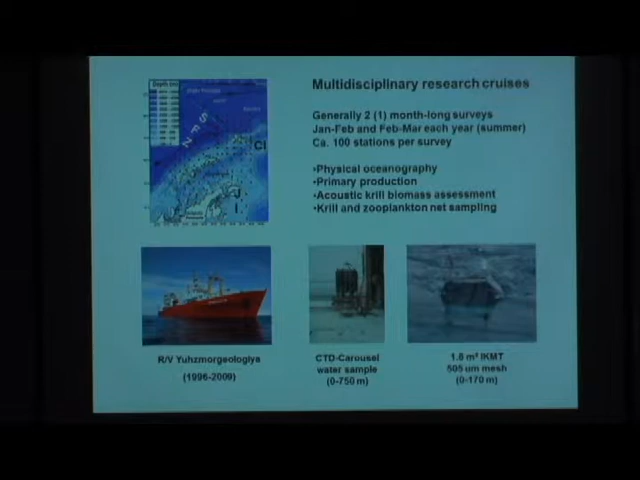 Multidisciplinary research cruises
Generally 2 (1) month-long surveys
Jan-Feb and Feb-Mar each year (summer)
Ca. 100 stations per survey
•Physical oceanography
•Primary production
•Acoustic krill biomass assessment
•Krill and zooplankton net sampling
S F Z
CI
J
I
R/V Yuhzmorgeologiya
(1996-2009)
CTD-Carousel
water sample
(0-750 m)
1.8 m² IKMT
505 um mesh
(0-170 m)